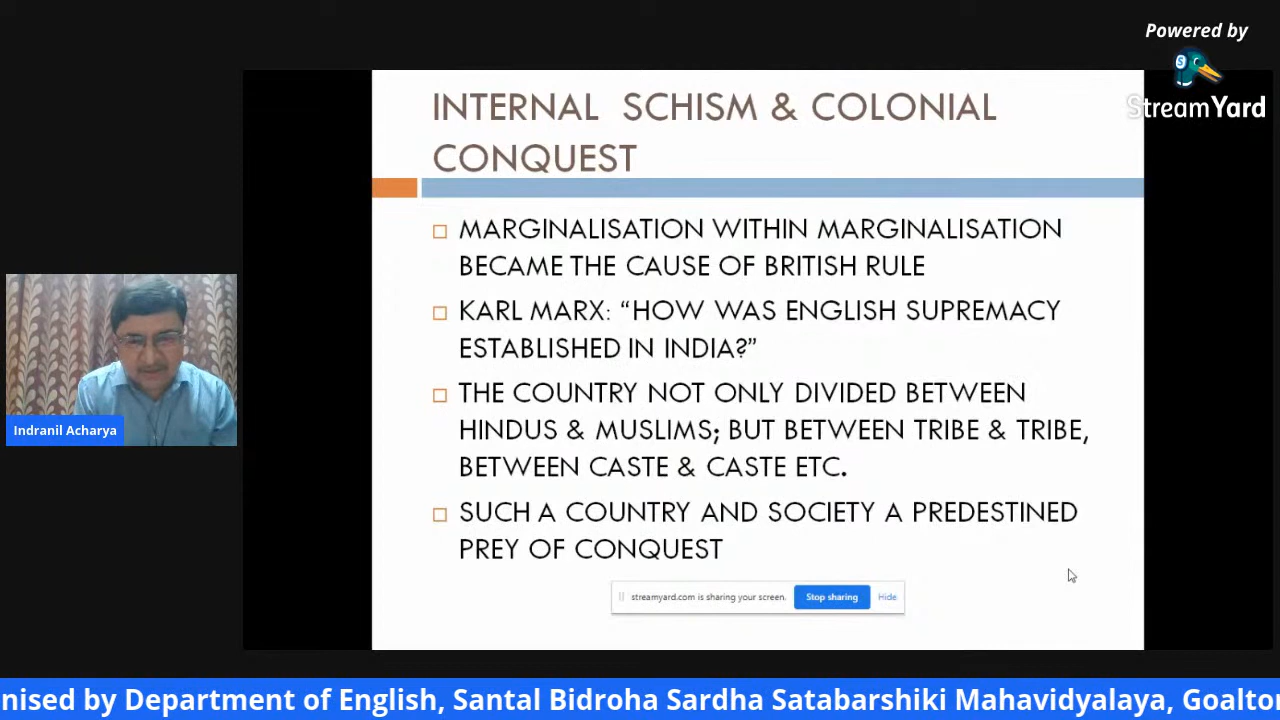 Powered by
StreamYard
INTERNAL SCHISM & COLONIAL
CONQUEST
MARGINALISATION WITHIN MARGINALISATION
BECAME THE CAUSE OF BRITISH RULE
KARL MARX: “HOW WAS ENGLISH SUPREMACY
ESTABLISHED IN INDIA?”
THE COUNTRY NOT ONLY DIVIDED BETWEEN
HINDUS & MUSLIMS; BUT BETWEEN TRIBE & TRIBE,
BETWEEN CASTE & CASTE ETC.
SUCH A COUNTRY AND SOCIETY A PREDESTINED
PREY OF CONQUEST
Indranil Acharya
streamyard.com is sharing your screen. Stop sharing Hide
nised by Department of English, Santal Bidroha Sardha Satabarshiki Mahavidyalaya, Goalto